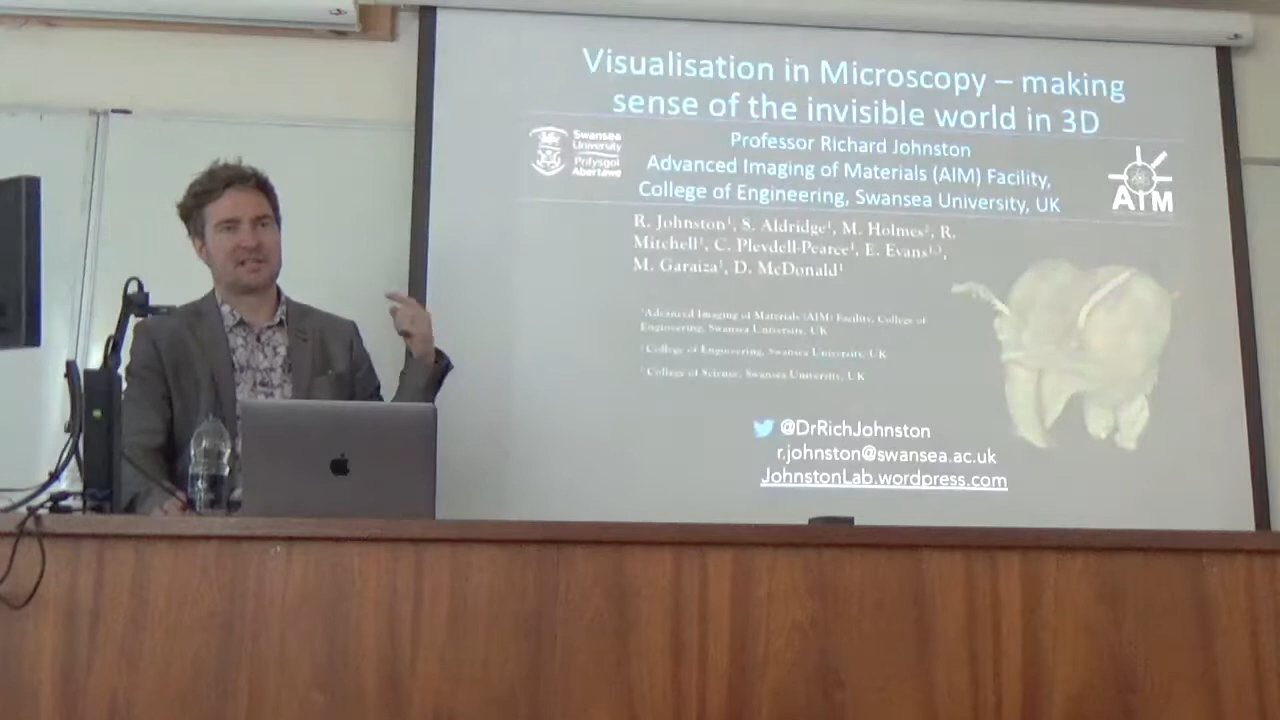 Visualisation in Microscopy – making
sense of the invisible world in 3D
Swansea
University
Prifysgol
Abertawe
Professor Richard Johnston
Advanced Imaging of Materials (AIM) Facility,
College of Engineering, Swansea University, UK
AIM
R. Johnston¹, S. Aldridge¹, M. Holmes², R.
Mitchell¹, C. Pleydell-Pearce¹, E. Evans¹·³,
M. Garaiza¹, D. McDonald¹
¹Advanced Imaging of Materials (AIM) Facility, College of
Engineering, Swansea University, UK
²College of Engineering, Swansea University, UK
³College of Science, Swansea University, UK
@DrRichJohnston
r.johnston@swansea.ac.uk
JohnstonLab.wordpress.com